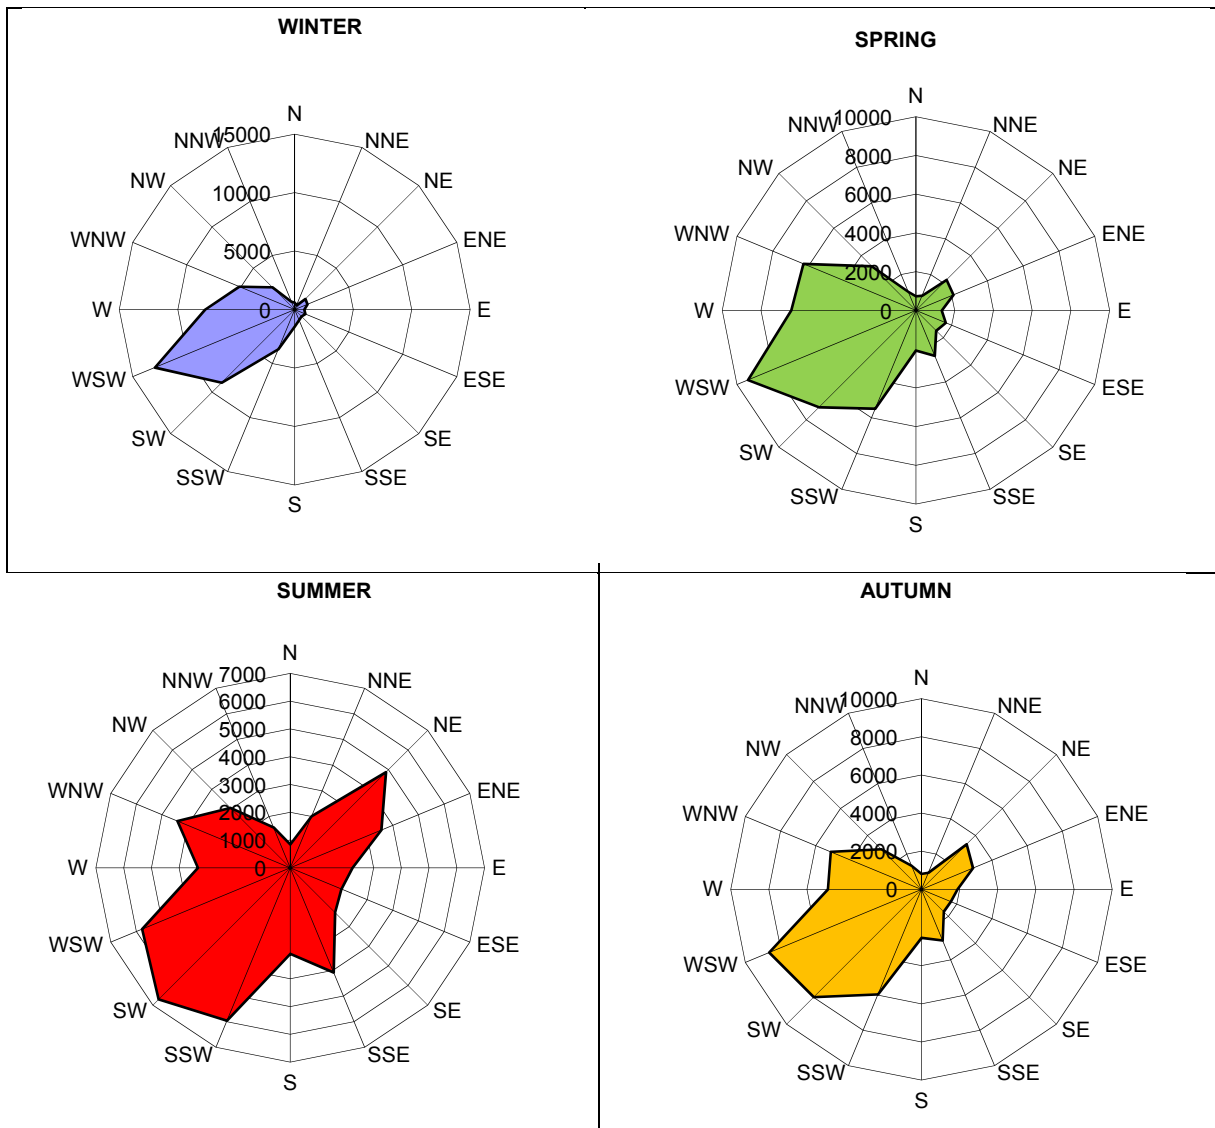 WINTER
N
NNE
NE
ENE
E
ESE
SE
SSE
S
SSW
SW
WSW
W
WNW
NW
NNW
15000
10000
5000
0
SPRING
N
NNE
NE
ENE
E
ESE
SE
SSE
S
SSW
SW
WSW
W
WNW
NW
NNW
10000
8000
6000
4000
2000
0
SUMMER
N
NNE
NE
ENE
E
ESE
SE
SSE
S
SSW
SW
WSW
W
WNW
NW
NNW
7000
6000
5000
4000
3000
2000
1000
0
AUTUMN
N
NNE
NE
ENE
E
ESE
SE
SSE
S
SSW
SW
WSW
W
WNW
NW
NNW
10000
8000
6000
4000
2000
0